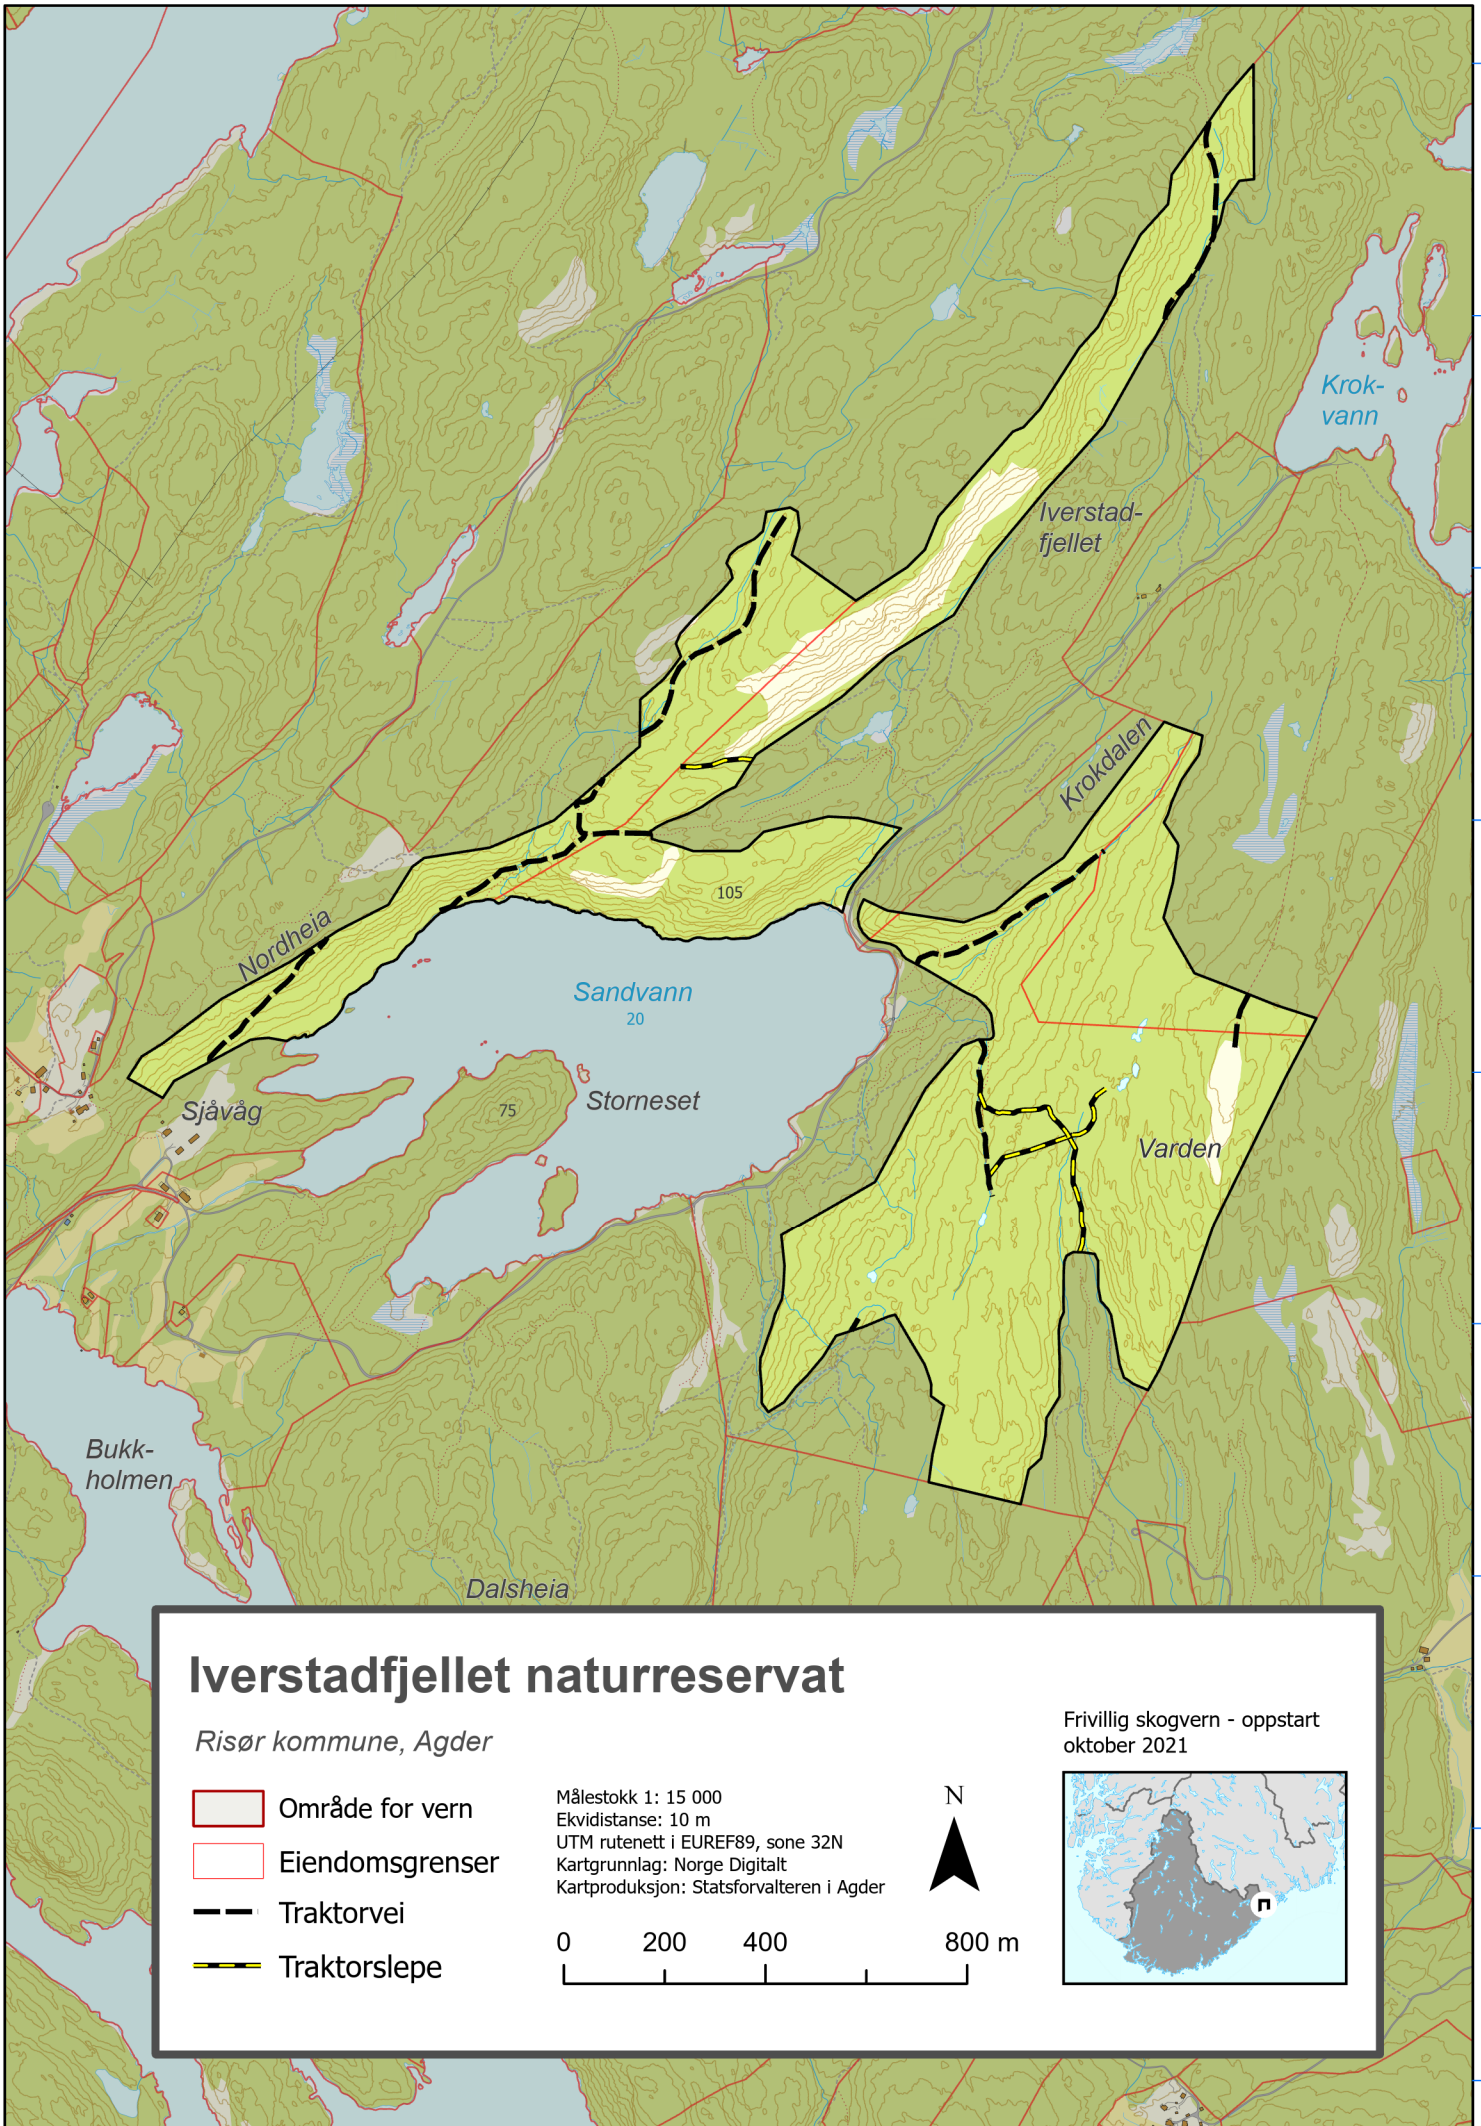 Krok-
vann
Iverstad-
fjellet
Krokdalen
105
Nordheia
Sandvann
20
Storneset
75
Sjåvåg
Varden
Bukk-
holmen
Dalsheia
Iverstadfjellet naturreservat
Risør kommune, Agder
Område for vern
Eiendomsgrenser
Traktorvei
Traktorslepe
Målestokk 1: 15 000
Ekvidistanse: 10 m
UTM rutenett i EUREF89, sone 32N
Kartgrunnlag: Norge Digitalt
Kartproduksjon: Statsforvalteren i Agder
N
0 200 400 800 m
Frivillig skogvern - oppstart
oktober 2021